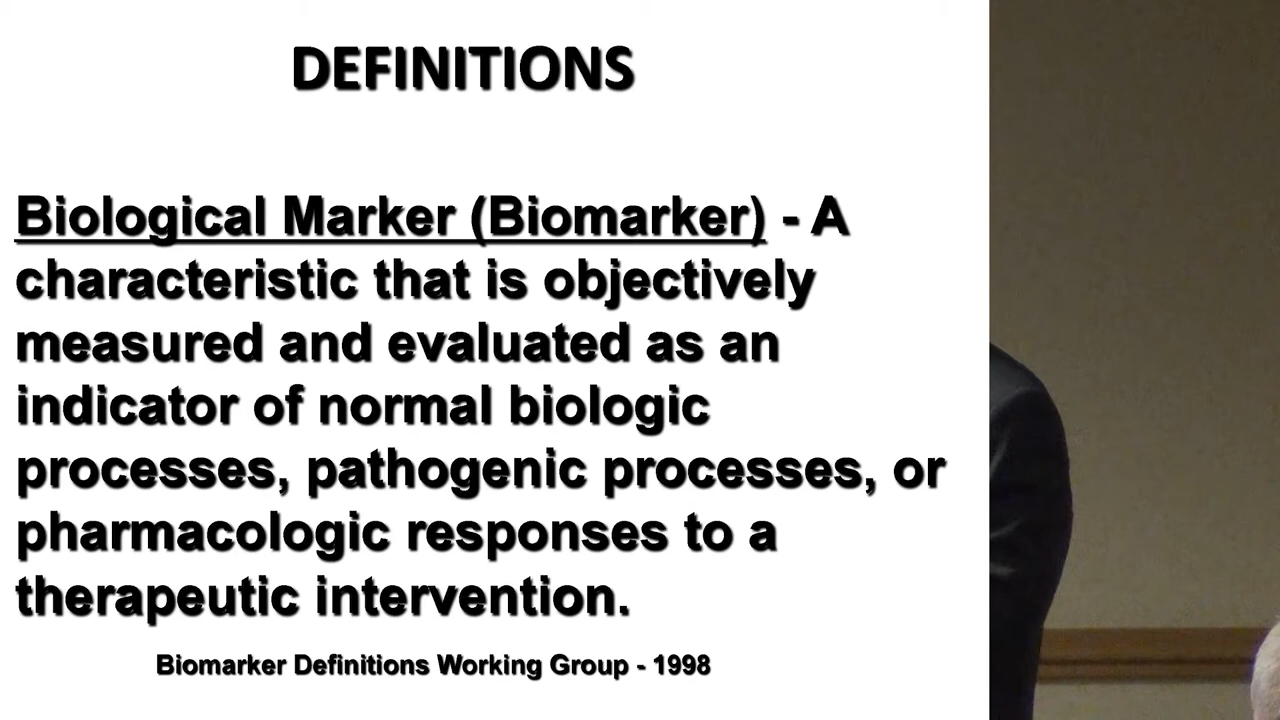 DEFINITIONS
Biological Marker (Biomarker) - A
characteristic that is objectively
measured and evaluated as an
indicator of normal biologic
processes, pathogenic processes, or
pharmacologic responses to a
therapeutic intervention.
Biomarker Definitions Working Group - 1998